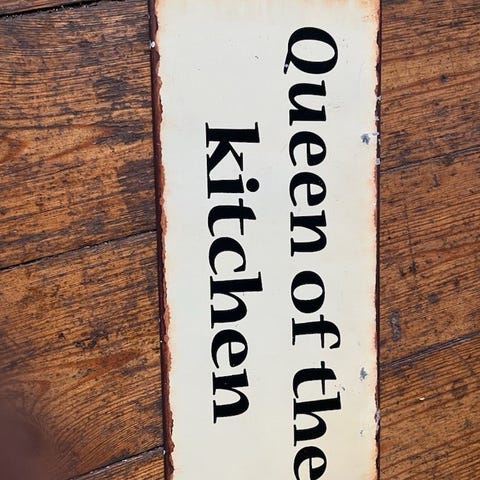 Queen of the
kitchen